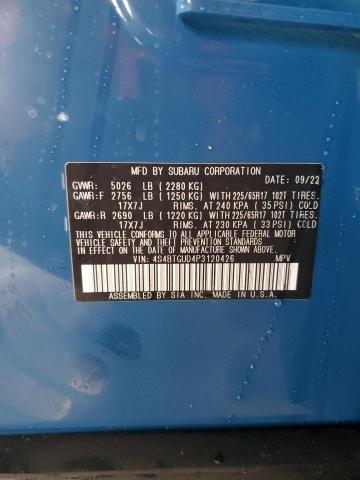 MFD BY SUBARU CORPORATION
GVWR: 5026 LB (2280 KG) DATE: 09/22
GAWR:F 2756 LB (1250 KG) WITH 225/65R17 102T TIRES.
17X7J RIMS. AT 240 KPA (35 PSI) COLD
GAWR:R 2690 LB (1220 KG) WITH 225/65R17 102T TIRES.
17X7J RIMS. AT 230 KPA (33 PSI) COLD
THIS VEHICLE CONFORMS TO ALL APPLICABLE FEDERAL MOTOR
VEHICLE SAFETY, BUMPER, AND THEFT PREVENTION STANDARDS
IN EFFECT ON THE DATE OF MANUFACTURE SHOWN ABOVE.
VIN: 4S4BTGUD4P3120426 MPV
ASSEMBLED BY SIA INC. MADE IN U.S.A.